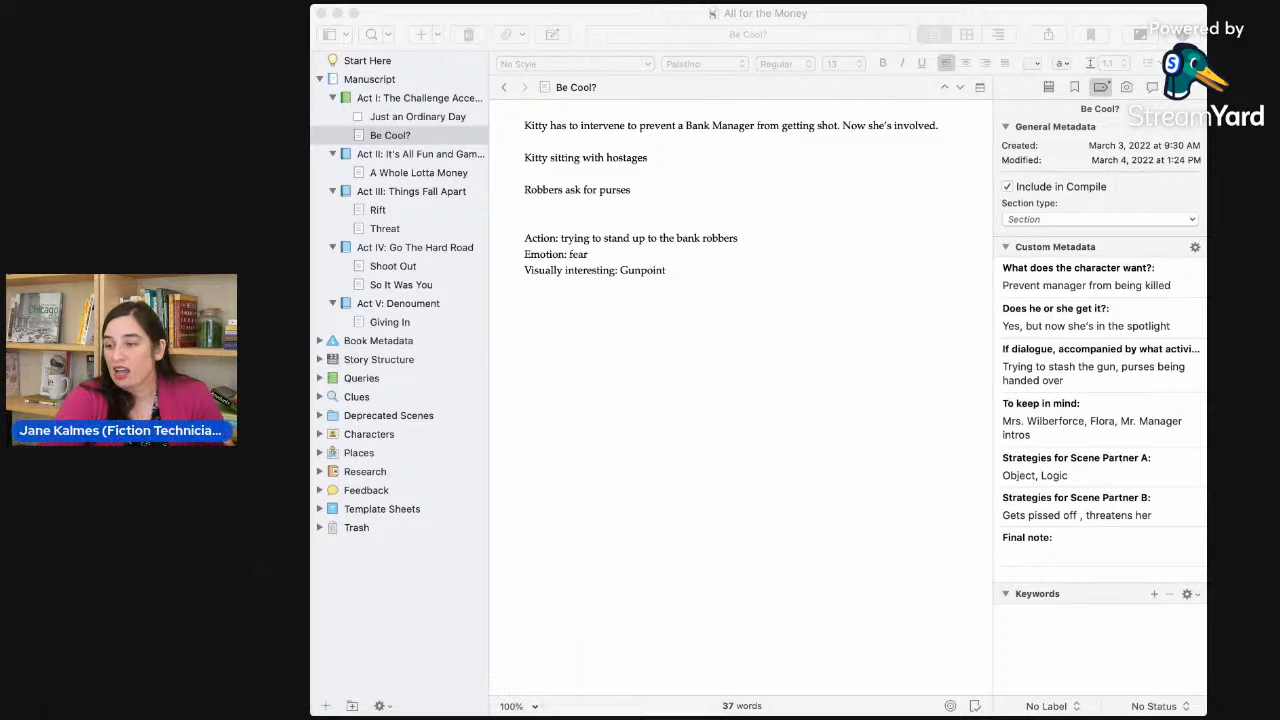 All for the Money
Powered by
StreamYard
Be Cool?
No Style
Palatino
Regular
13
B
I
U
a
1.1
Start Here
Manuscript
Act I: The Challenge Acce...
Just an Ordinary Day
Be Cool?
Act II: It's All Fun and Gam...
A Whole Lotta Money
Act III: Things Fall Apart
Rift
Threat
Act IV: Go The Hard Road
Shoot Out
So It Was You
Act V: Denoument
Giving In
Book Metadata
Story Structure
Queries
Clues
Deprecated Scenes
Characters
Places
Research
Feedback
Template Sheets
Trash
Be Cool?
Kitty has to intervene to prevent a Bank Manager from getting shot. Now she's involved.
Kitty sitting with hostages
Robbers ask for purses
Action: trying to stand up to the bank robbers
Emotion: fear
Visually interesting: Gunpoint
100%
37 words
Be Cool?
General Metadata
Created: March 3, 2022 at 9:30 AM
Modified: March 4, 2022 at 1:24 PM
Include in Compile
Section type:
Section
Custom Metadata
What does the character want?:
Prevent manager from being killed
Does he or she get it?:
Yes, but now she's in the spotlight
If dialogue, accompanied by what activi...
Trying to stash the gun, purses being
handed over
To keep in mind:
Mrs. Wilberforce, Flora, Mr. Manager
intros
Strategies for Scene Partner A:
Object, Logic
Strategies for Scene Partner B:
Gets pissed off , threatens her
Final note:
Keywords
No Label
No Status
Chicago
Jane Kalmes (Fiction Technicia...